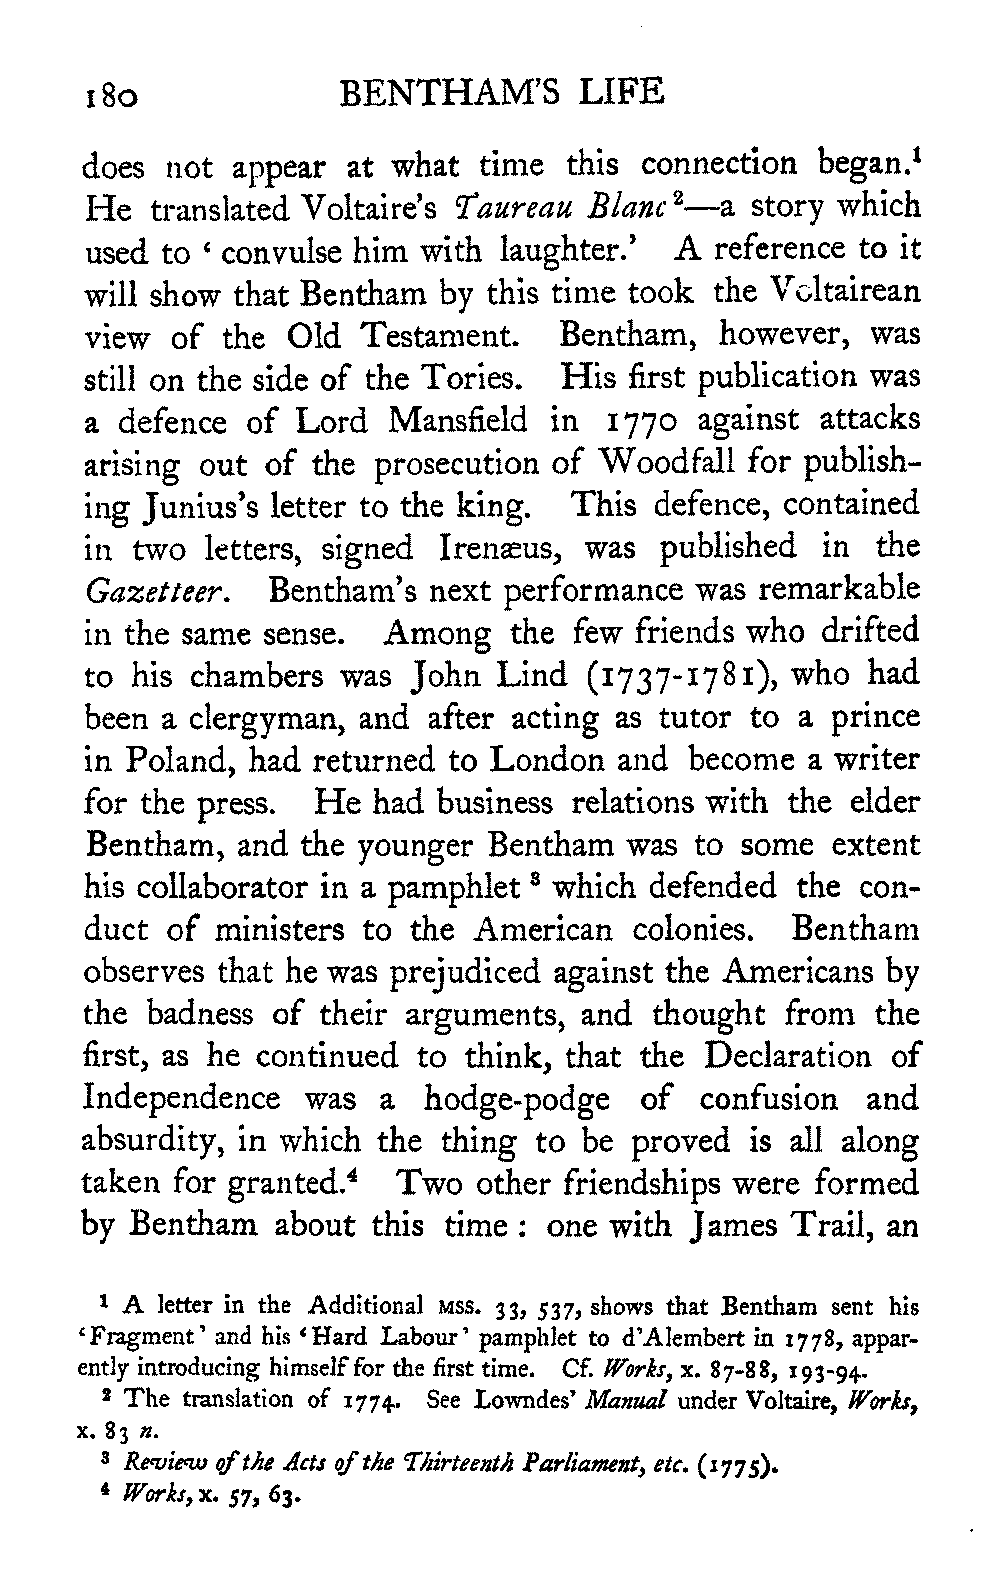 180 BENTHAM'S LIFE
does not appear at what time this connection began.¹
He translated Voltaire's Taureau Blanc ²—a story which
used to ‘ convulse him with laughter.’ A reference to it
will show that Bentham by this time took the Voltairean
view of the Old Testament. Bentham, however, was
still on the side of the Tories. His first publication was
a defence of Lord Mansfield in 1770 against attacks
arising out of the prosecution of Woodfall for publish-
ing Junius's letter to the king. This defence, contained
in two letters, signed Irenæus, was published in the
Gazetteer. Bentham's next performance was remarkable
in the same sense. Among the few friends who drifted
to his chambers was John Lind (1737-1781), who had
been a clergyman, and after acting as tutor to a prince
in Poland, had returned to London and become a writer
for the press. He had business relations with the elder
Bentham, and the younger Bentham was to some extent
his collaborator in a pamphlet ³ which defended the con-
duct of ministers to the American colonies. Bentham
observes that he was prejudiced against the Americans by
the badness of their arguments, and thought from the
first, as he continued to think, that the Declaration of
Independence was a hodge-podge of confusion and
absurdity, in which the thing to be proved is all along
taken for granted.⁴ Two other friendships were formed
by Bentham about this time : one with James Trail, an
¹ A letter in the Additional MSS. 33, 537, shows that Bentham sent his
‘Fragment’ and his ‘Hard Labour’ pamphlet to d'Alembert in 1778, appar-
ently introducing himself for the first time. Cf. Works, x. 87-88, 193-94.
² The translation of 1774. See Lowndes' Manual under Voltaire, Works,
x. 83 n.
³ Review of the Acts of the Thirteenth Parliament, etc. (1775).
⁴ Works, x. 57, 63.